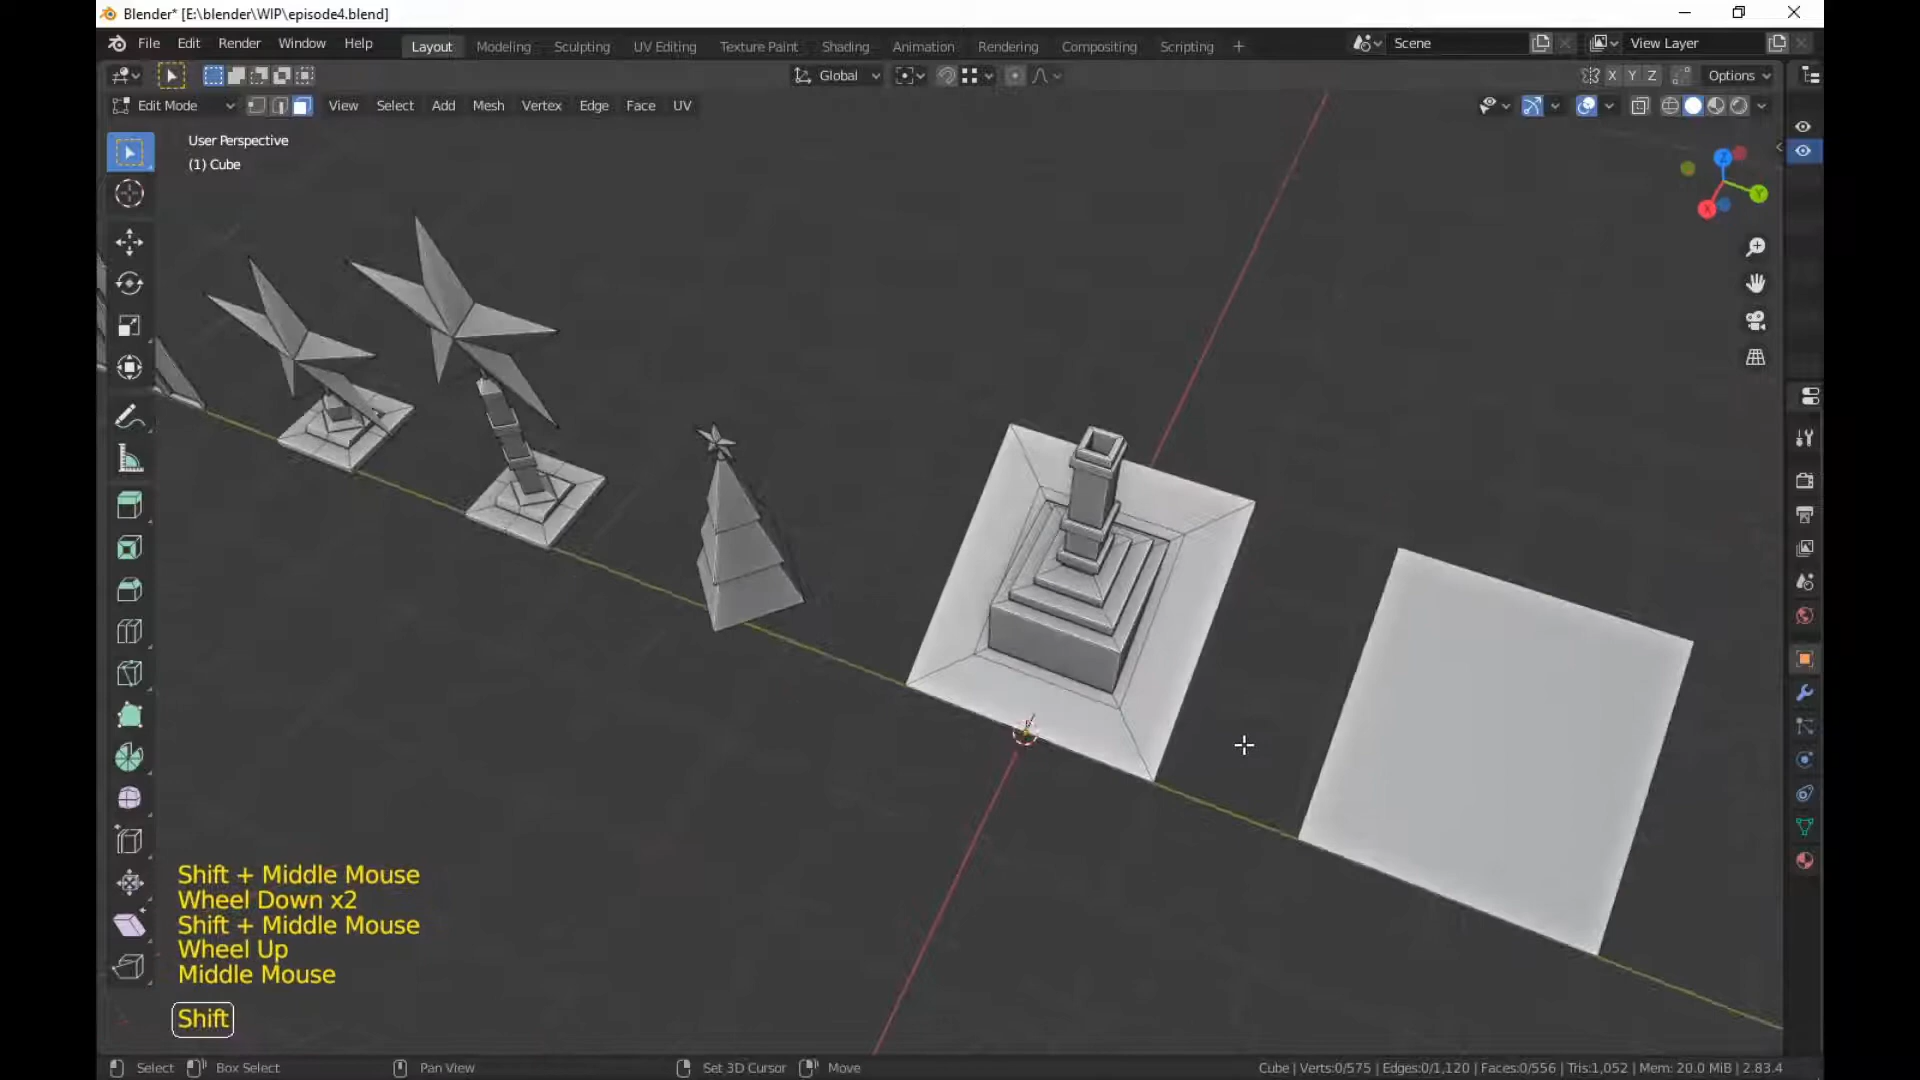 Blender* [E:\blender\WIP\episode4.blend]
File Edit Render Window Help Layout Modeling Sculpting UV Editing Texture Paint Shading Animation Rendering Compositing Scripting + Scene View Layer
Global X Y Z Options
Edit Mode View Select Add Mesh Vertex Edge Face UV
User Perspective
(1) Cube
Z
Y
X
Shift + Middle Mouse
Wheel Down x2
Shift + Middle Mouse
Wheel Up
Middle Mouse
Shift
Select Box Select Pan View Set 3D Cursor Move Cube | Verts:0/575 | Edges:0/1,120 | Faces:0/556 | Tris:1,052 | Mem: 20.0 MiB | 2.83.4